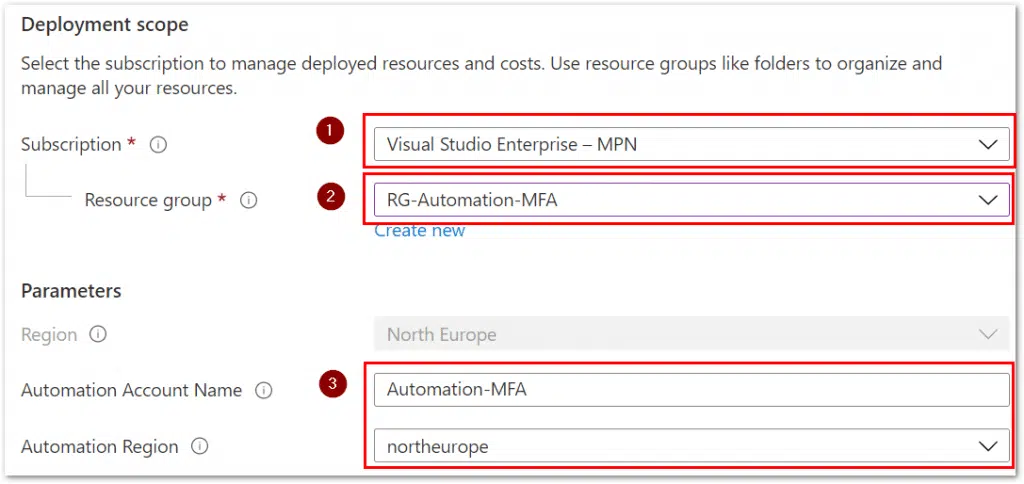 Deployment scope
Select the subscription to manage deployed resources and costs. Use resource groups like folders to organize and
manage all your resources.
Subscription * 1 Visual Studio Enterprise – MPN
Resource group * 2 RG-Automation-MFA
Create new
Parameters
Region North Europe
Automation Account Name 3 Automation-MFA
Automation Region northeurope